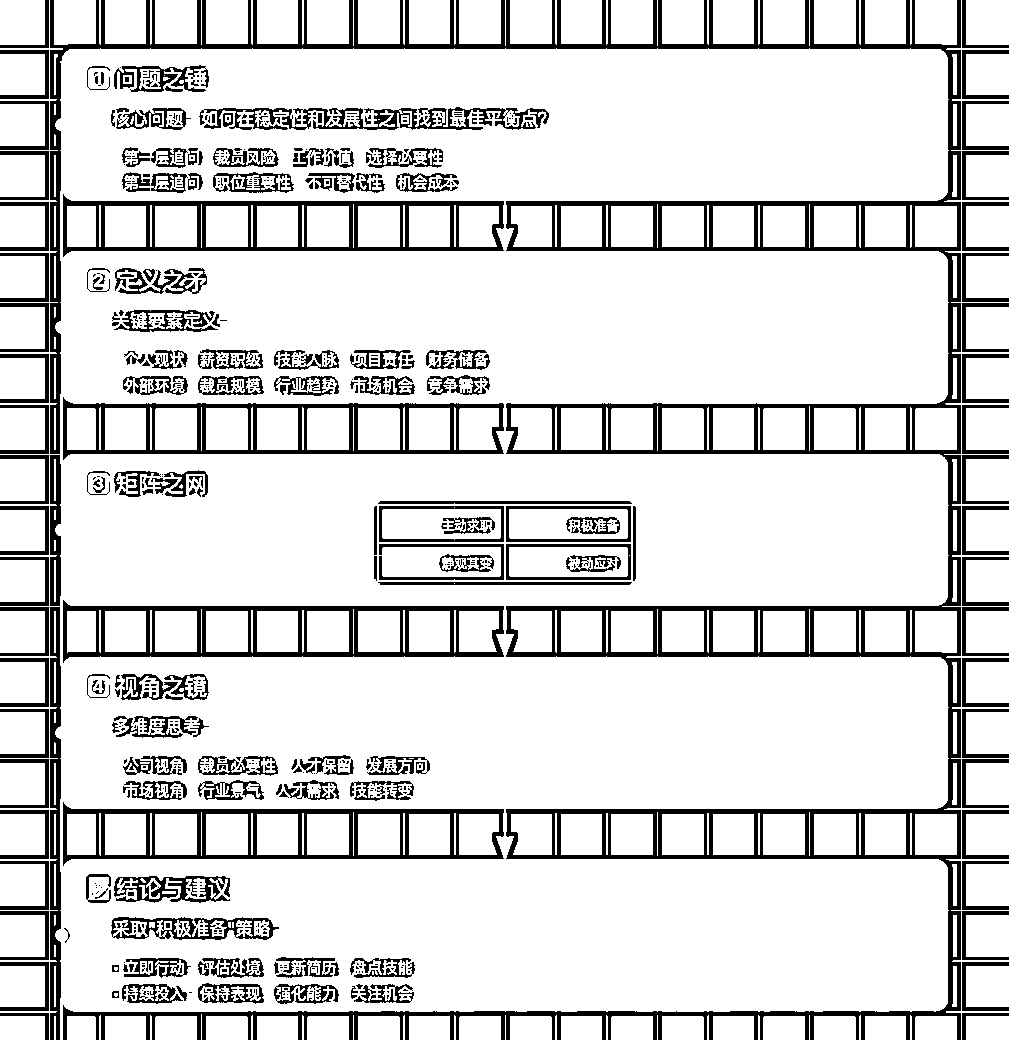 ① 问题之锤
核心问题: 如何在稳定性和发展性之间找到最佳平衡点?
第一层追问 裁员风险 工作价值 选择必要性
第二层追问 职位重要性 不可替代性 机会成本
② 定义之矛
关键要素定义:
个人现状 薪资职级 技能人脉 项目责任 财务储备
外部环境 裁员规模 行业趋势 市场机会 竞争需求
③ 矩阵之网
主动求职 积极准备
静观其变 被动应对
④ 视角之镜
多维度思考:
公司视角 裁员必要性 人才保留 发展方向
市场视角 行业景气 人才需求 技能转变
结论与建议
采取"积极准备"策略:
立即行动: 评估处境 更新简历 盘点技能
持续投入: 保持表现 强化能力 关注机会